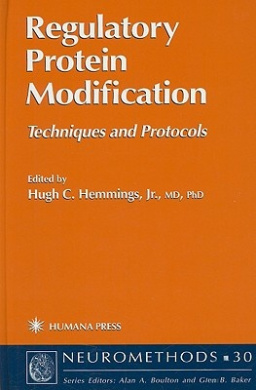 Regulatory
Protein
Modification
Techniques and Protocols
Edited by
Hugh C. Hemmings, Jr., MD, PhD
HUMANA PRESS
NEUROMETHODS ▪ 30
Series Editors: Alan A. Boulton and Glen B. Baker